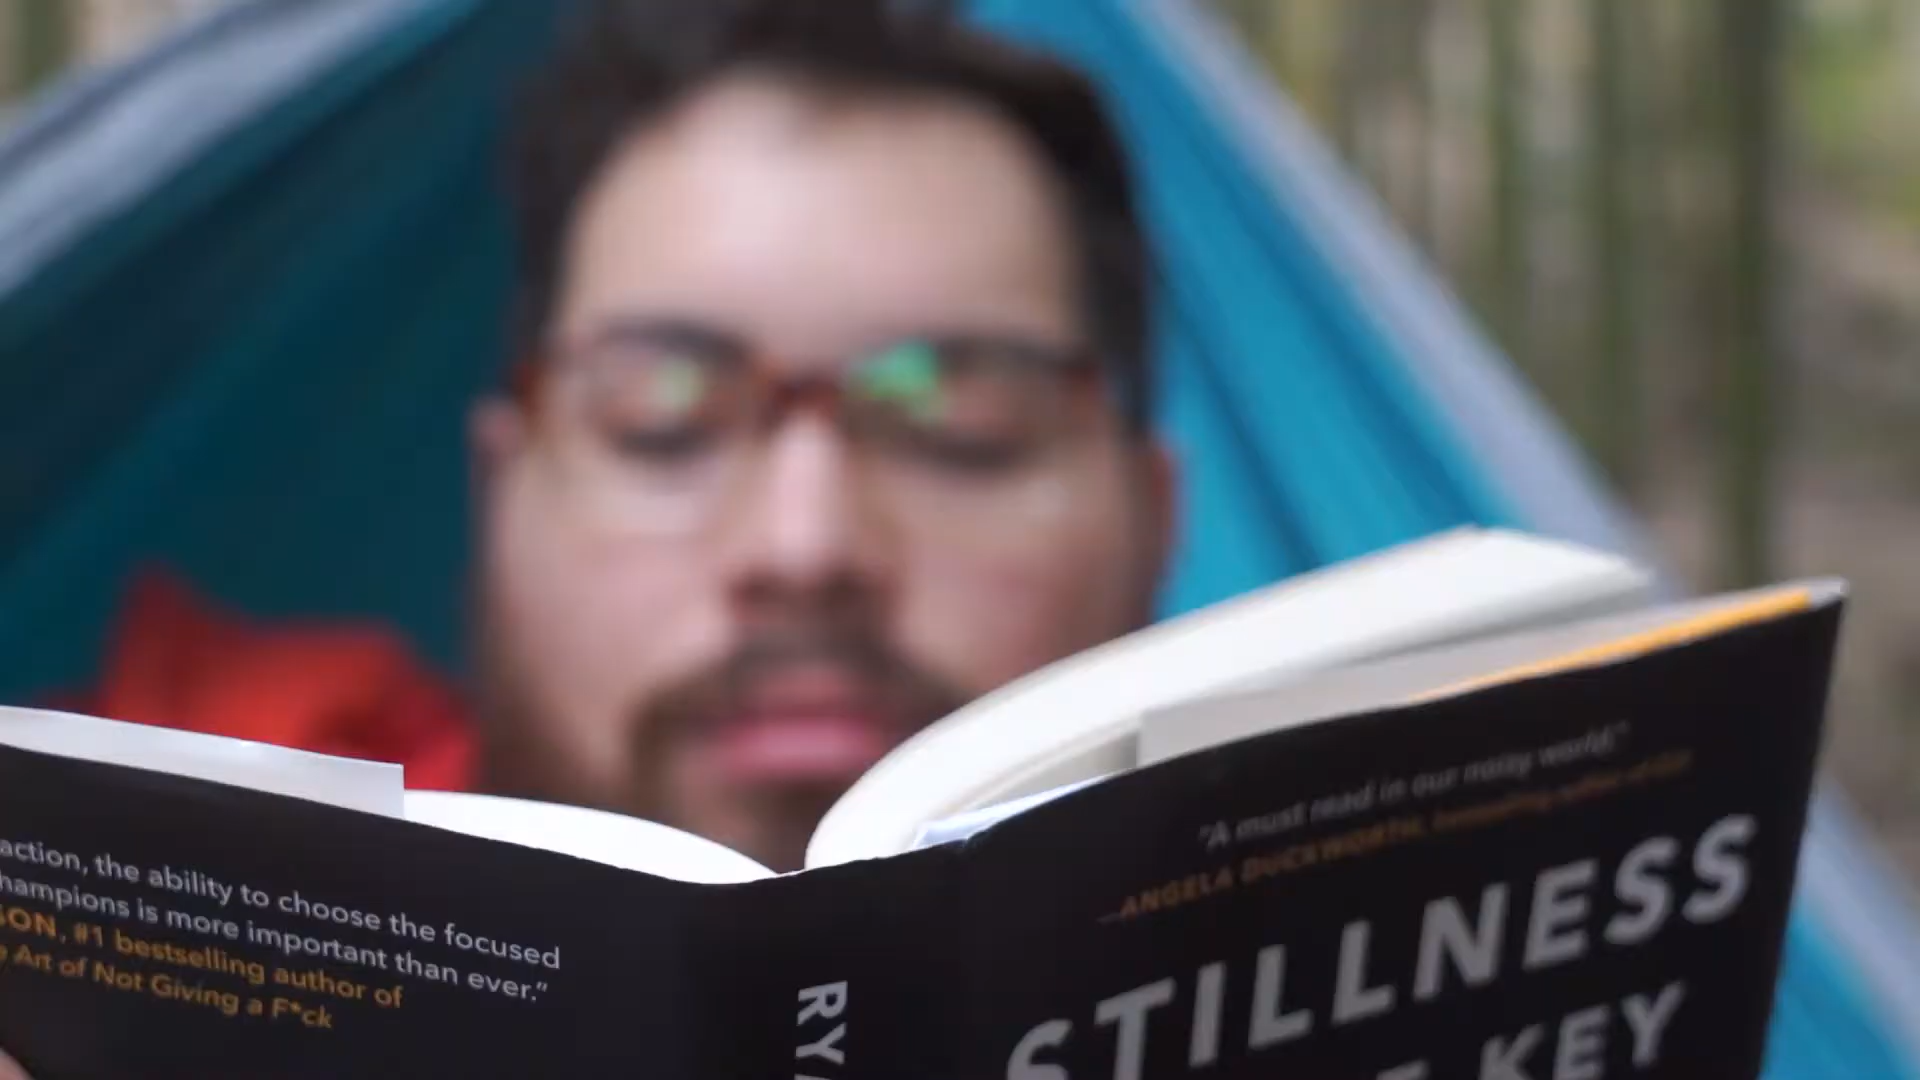 action, the ability to choose the focused
hampions is more important than ever.”
SON, #1 bestselling author of
Art of Not Giving a F*ck
RY
“A must read in our noisy world.”
—ANGELA DUCKWORTH, bestselling author of
STILLNESS
KEY